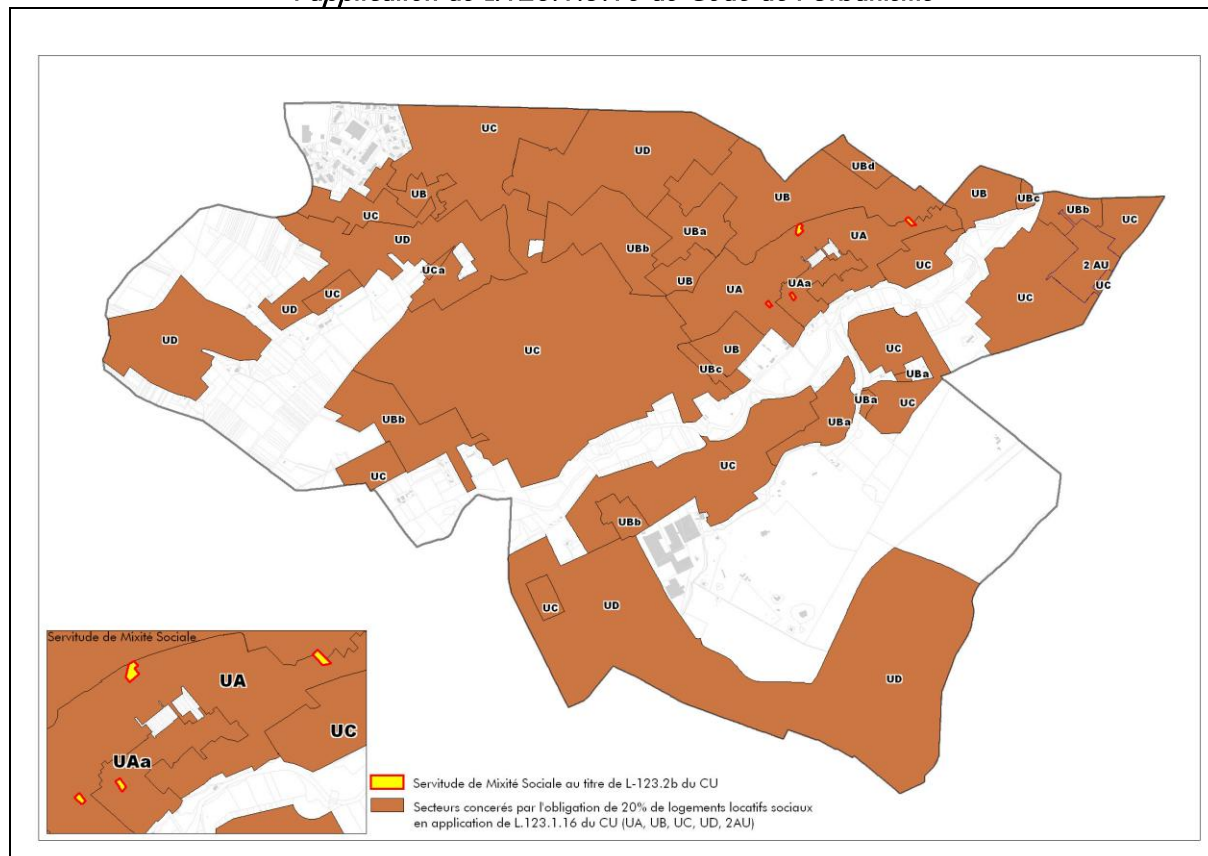 l'application de du Code de l'Urbanisme
UC
UD
UBd
UB
UB
UB
UBc
UBb
UC
UC
UBa
UA
UD
UBb
UCa
UC
2 AU
UB
UAa
UC
UA
UC
UD
UC
UD
UC
UB
UC
UBc
UBa
UBa
UC
UBb
UBa
UC
UC
UBb
UC
UD
UD
Servitude de Mixité Sociale
UA
UC
UAa
Servitude de Mixité Sociale au titre de L-123.2b du CU
Secteurs concerés par l'obligation de 20% de logements locatifs sociaux
en application de L.123.1.16 du CU (UA, UB, UC, UD, 2AU)